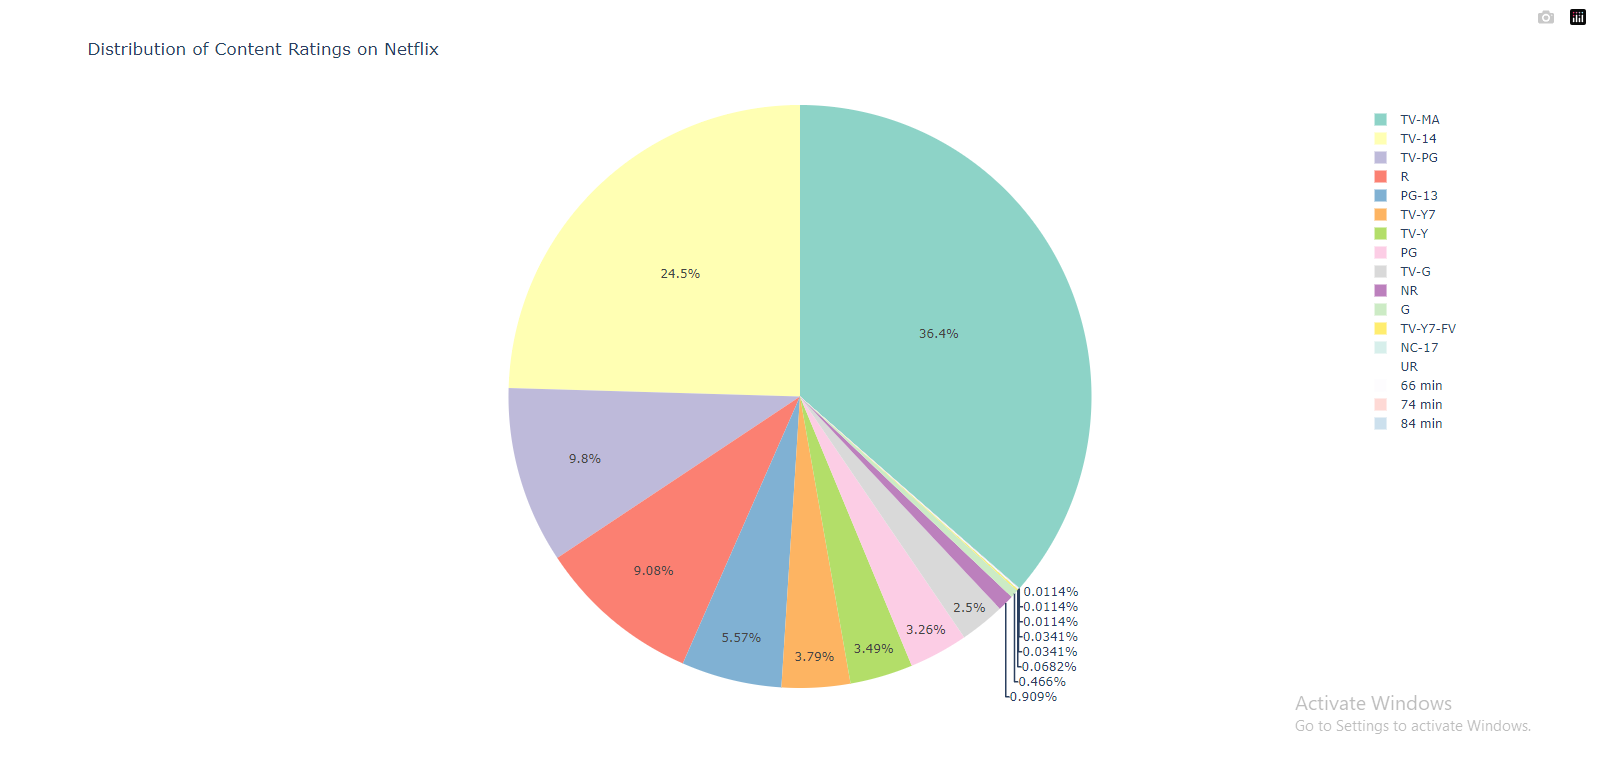 Distribution of Content Ratings on Netflix
TV-MA
TV-14
TV-PG
R
PG-13
TV-Y7
TV-Y
PG
TV-G
NR
G
TV-Y7-FV
NC-17
UR
66 min
74 min
84 min
24.5%
36.4%
9.8%
9.08%
5.57%
3.79%
3.49%
3.26%
2.5%
0.0114%
0.0114%
0.0114%
0.0341%
0.0341%
0.0682%
0.466%
0.909%
Activate Windows
Go to Settings to activate Windows.